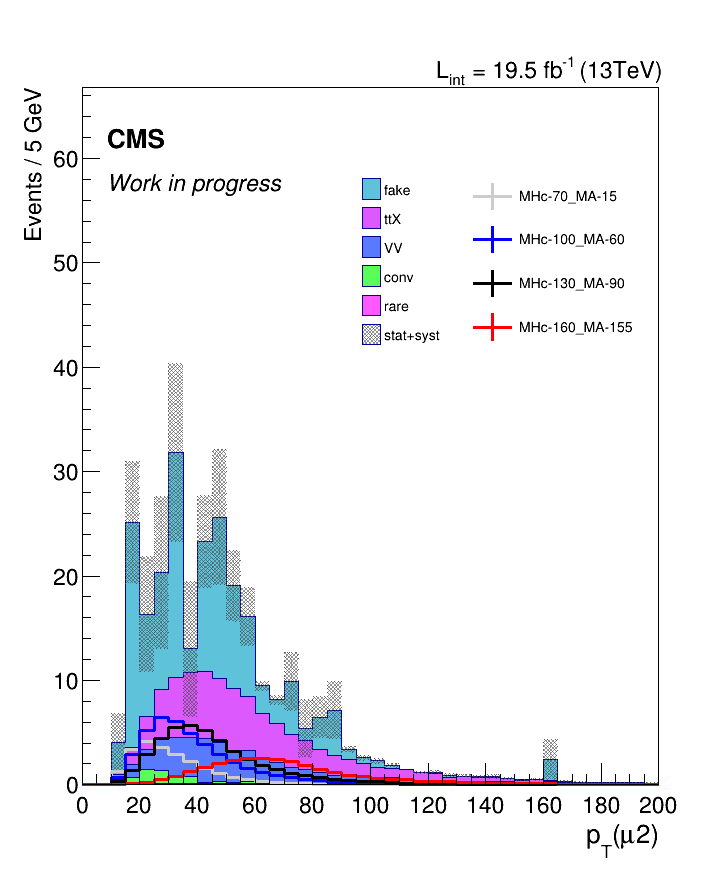 L_int = 19.5 fb^-1 (13TeV)
Events / 5 GeV
CMS
Work in progress
fake
ttX
VV
conv
rare
stat+syst
MHc-70_MA-15
MHc-100_MA-60
MHc-130_MA-90
MHc-160_MA-155
60
50
40
30
20
10
0
0 20 40 60 80 100 120 140 160 180 200
p_T(μ2)